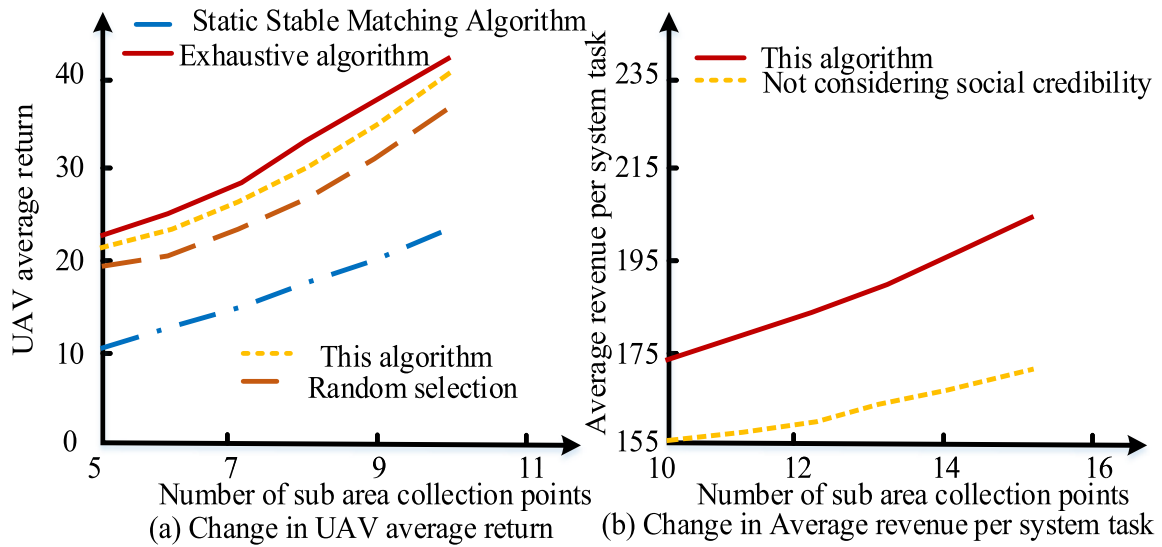 Static Stable Matching Algorithm
Exhaustive algorithm
UAV average return
40
30
20
10
0
This algorithm
Random selection
5
7
9
11
Number of sub area collection points
(a) Change in UAV average return
This algorithm
Not considering social credibility
Average revenue per system task
235
215
195
175
155
10
12
14
16
Number of sub area collection points
(b) Change in Average revenue per system task